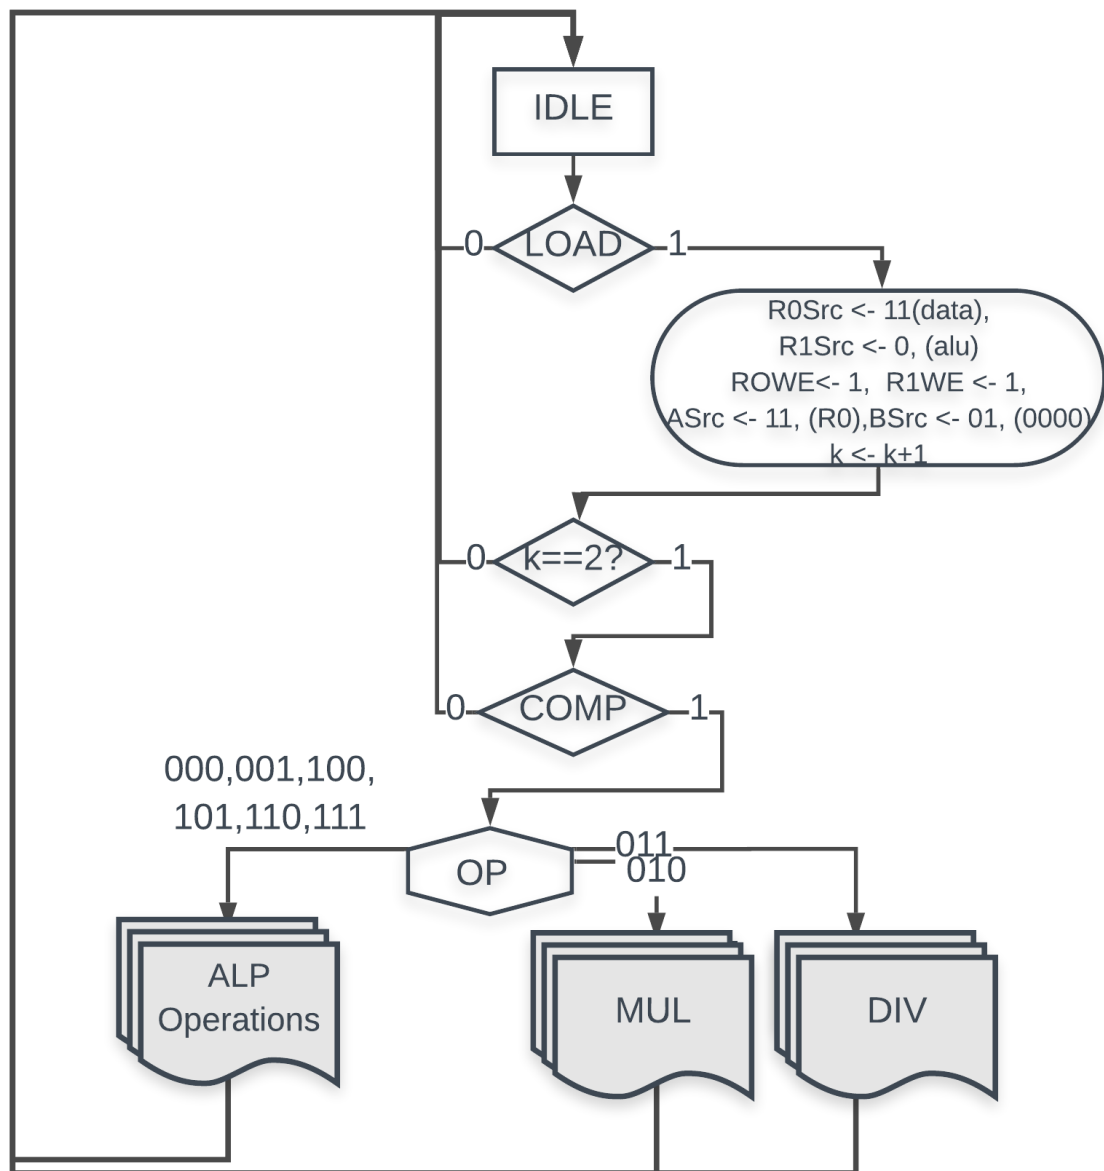 IDLE
0
LOAD
1
R0Src <- 11(data),
R1Src <- 0, (alu)
ROWE<- 1,  R1WE <- 1,
ASrc <- 11, (R0),BSrc <- 01, (0000)
k <- k+1
0
k==2?
1
0
COMP
1
000,001,100,
101,110,111
OP
011
010
ALP
Operations
MUL
DIV